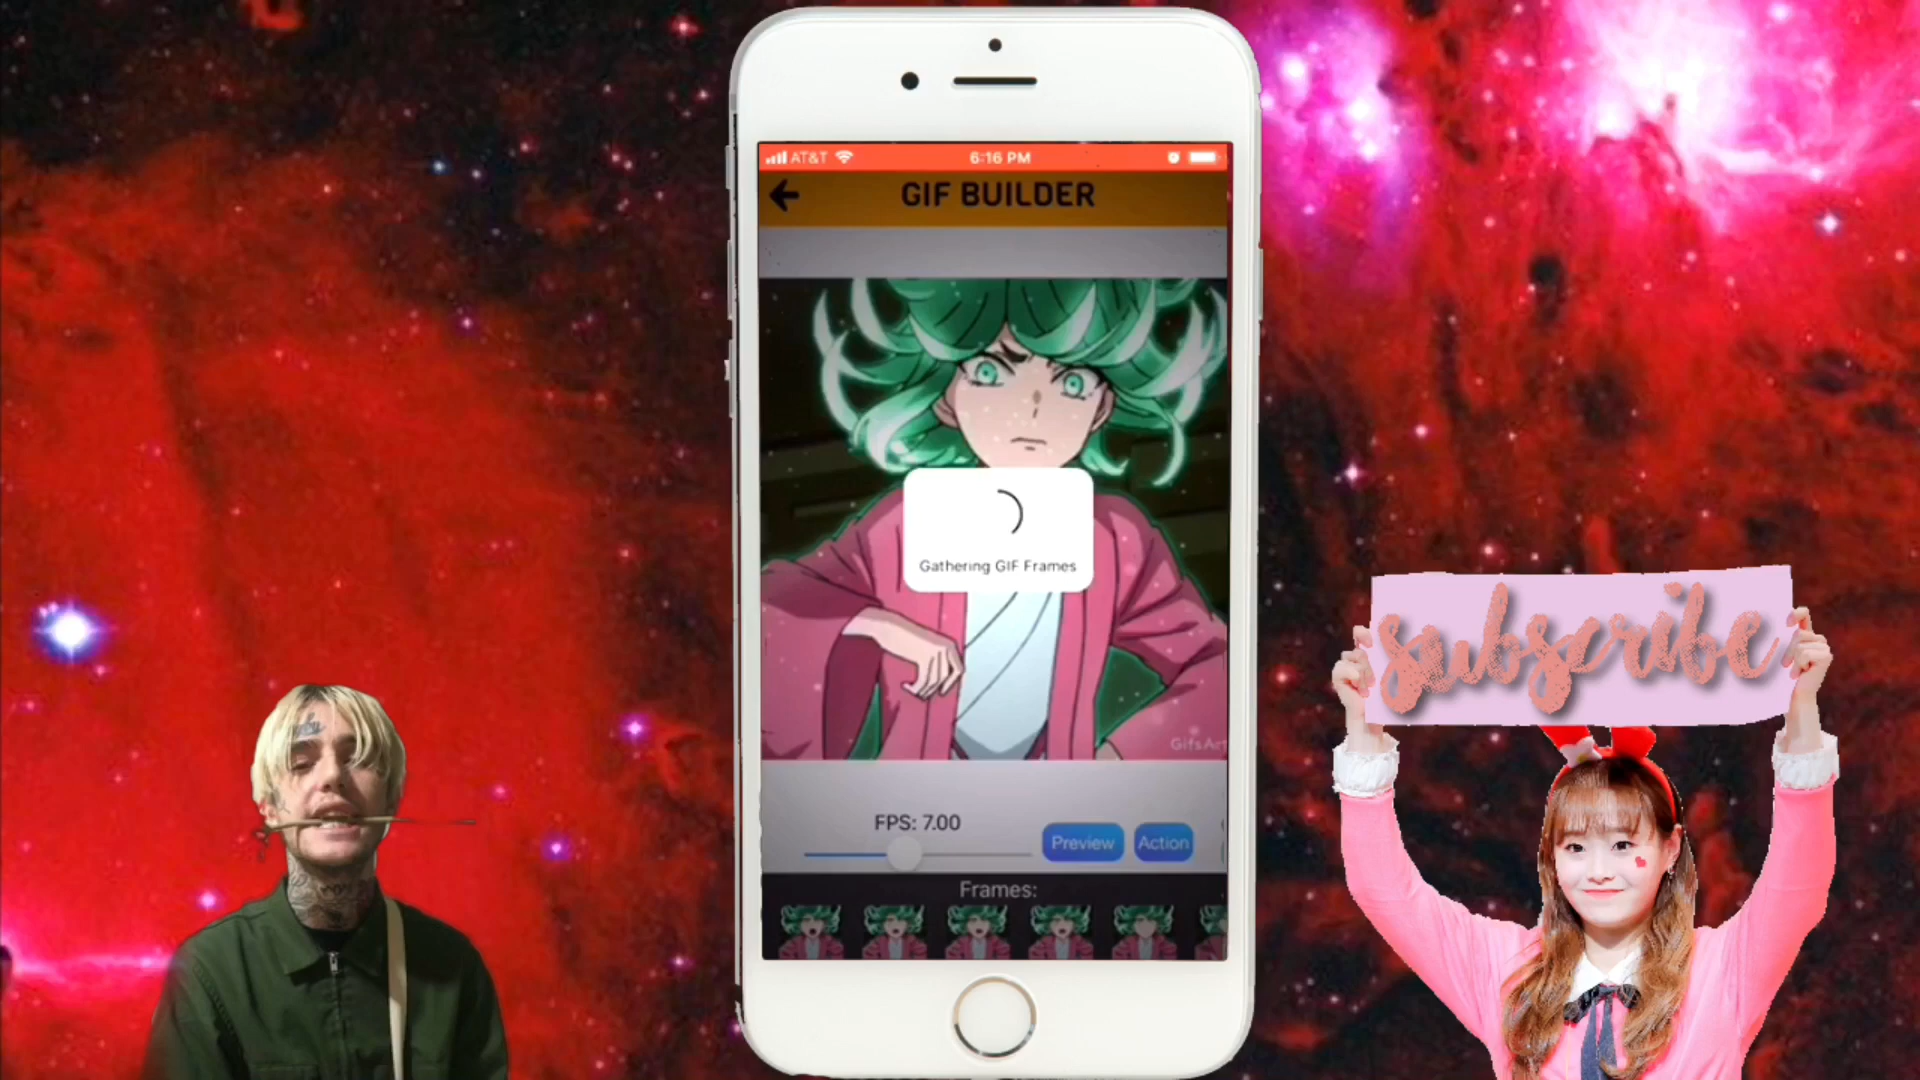 AT&T
6:16 PM
GIF BUILDER
Gathering GIF Frames
GifsArt
FPS: 7.00
Preview
Action
Frames:
subscribe